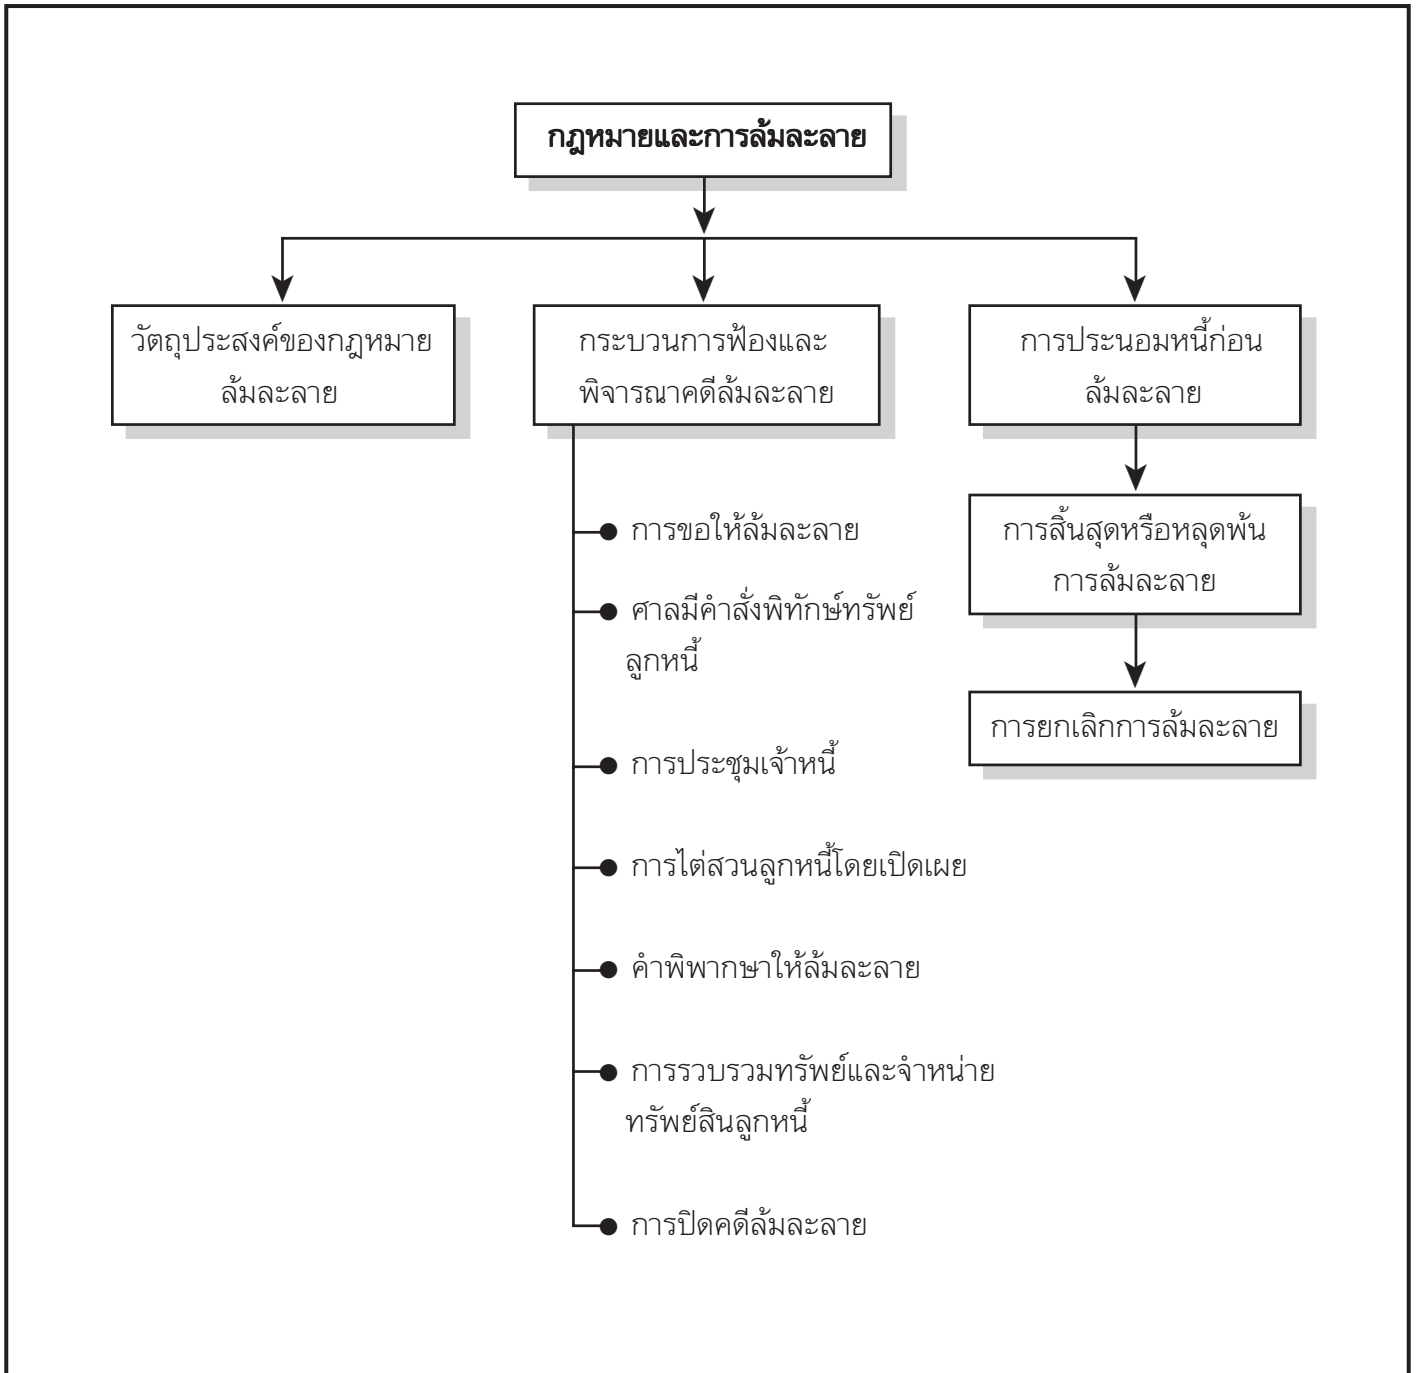 กฎหมายและการล้มละลาย
วัตถุประสงค์ของกฎหมาย
ล้มละลาย
กระบวนการฟ้องและ
พิจารณาคดีล้มละลาย
การขอให้ล้มละลาย
ศาลมีคำสั่งพิทักษ์ทรัพย์
ลูกหนี้
การประชุมเจ้าหนี้
การไต่สวนลูกหนี้โดยเปิดเผย
คำพิพากษาให้ล้มละลาย
การรวบรวมทรัพย์และจำหน่าย
ทรัพย์สินลูกหนี้
การปิดคดีล้มละลาย
การประนอมหนี้ก่อน
ล้มละลาย
การสิ้นสุดหรือหลุดพ้น
การล้มละลาย
การยกเลิกการล้มละลาย